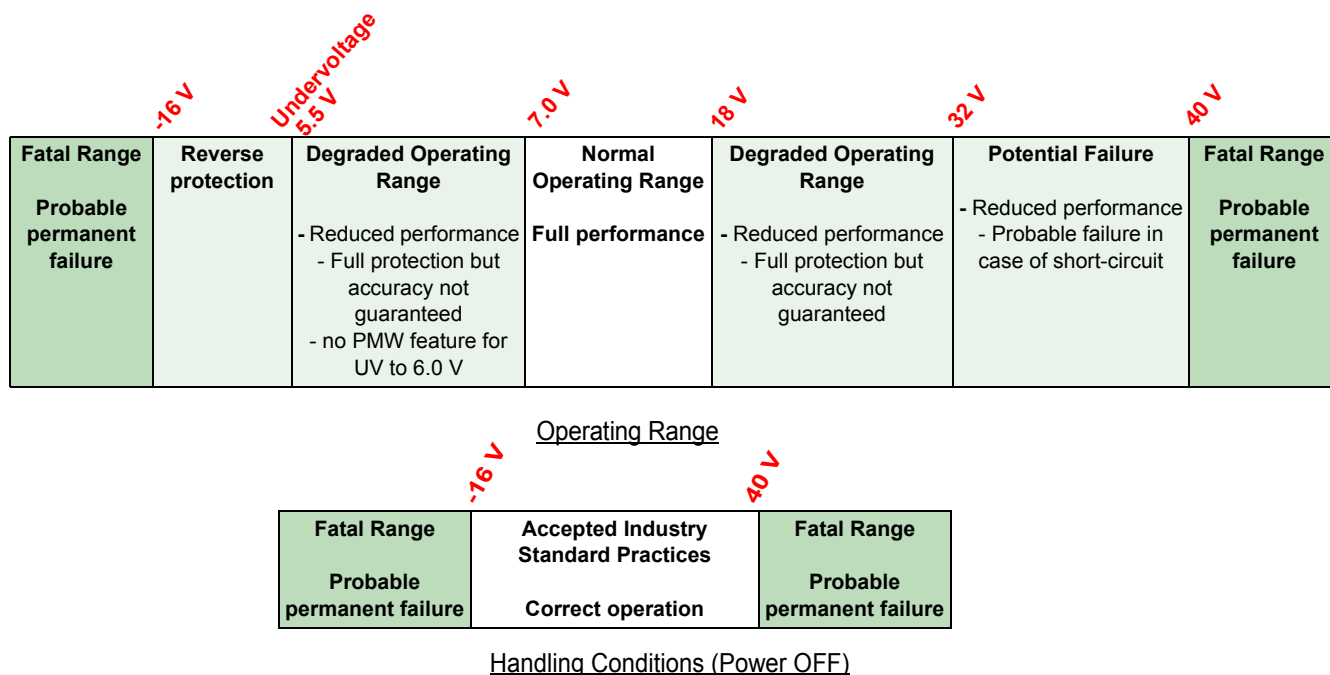 -16 V
Undervoltage
5.5 V
7.0 V
18 V
32 V
40 V
Fatal Range
Probable
permanent
failure
Reverse
protection
Degraded Operating
Range
- Reduced performance
- Full protection but
accuracy not
guaranteed
- no PMW feature for
UV to 6.0 V
Normal
Operating Range
Full performance
Degraded Operating
Range
- Reduced performance
- Full protection but
accuracy not
guaranteed
Potential Failure
- Reduced performance
- Probable failure in
case of short-circuit
Fatal Range
Probable
permanent
failure
Operating Range
-16 V
40 V
Fatal Range
Probable
permanent failure
Accepted Industry
Standard Practices
Correct operation
Fatal Range
Probable
permanent failure
Handling Conditions (Power OFF)